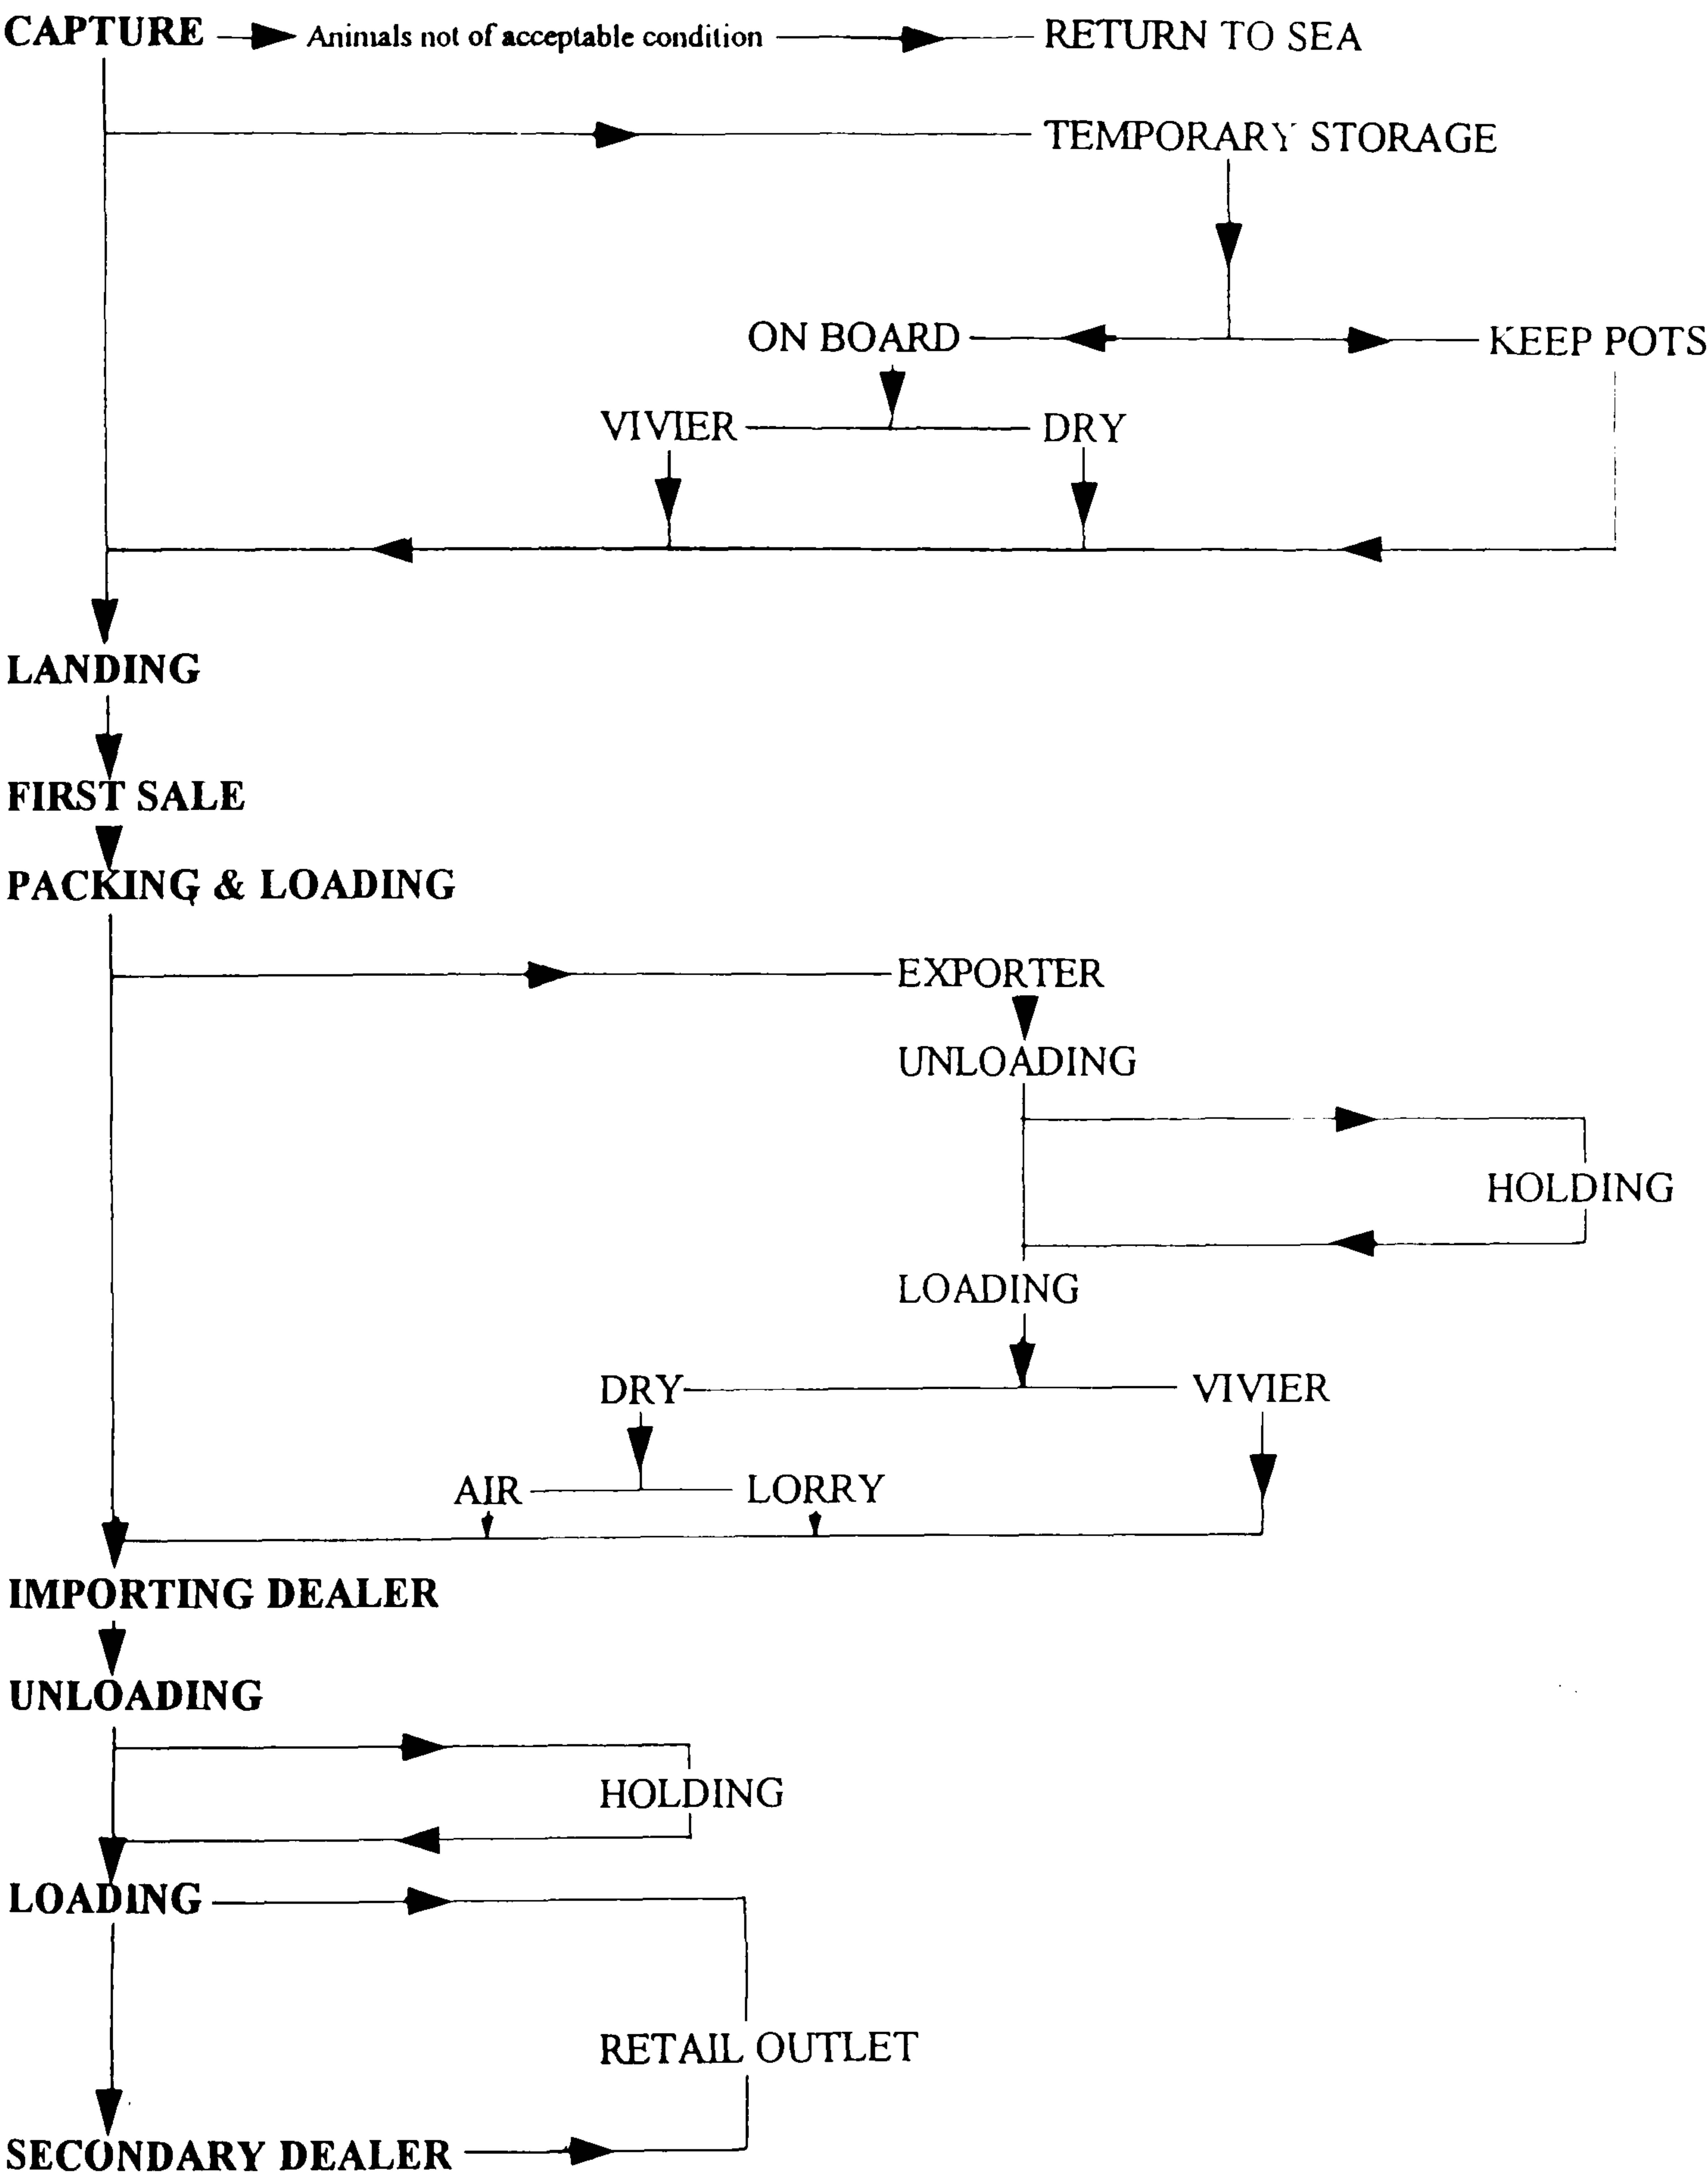 CAPTURE Animals not of acceptable condition RETURN TO SEA
TEMPORARY STORAGE
ON BOARD KEEP POTS
VIVIER DRY
LANDING
FIRST SALE
PACKING & LOADING
EXPORTER
UNLOADING
HOLDING
LOADING
DRY VIVIER
AIR LORRY
IMPORTING DEALER
UNLOADING
HOLDING
LOADING
RETAIL OUTLET
SECONDARY DEALER